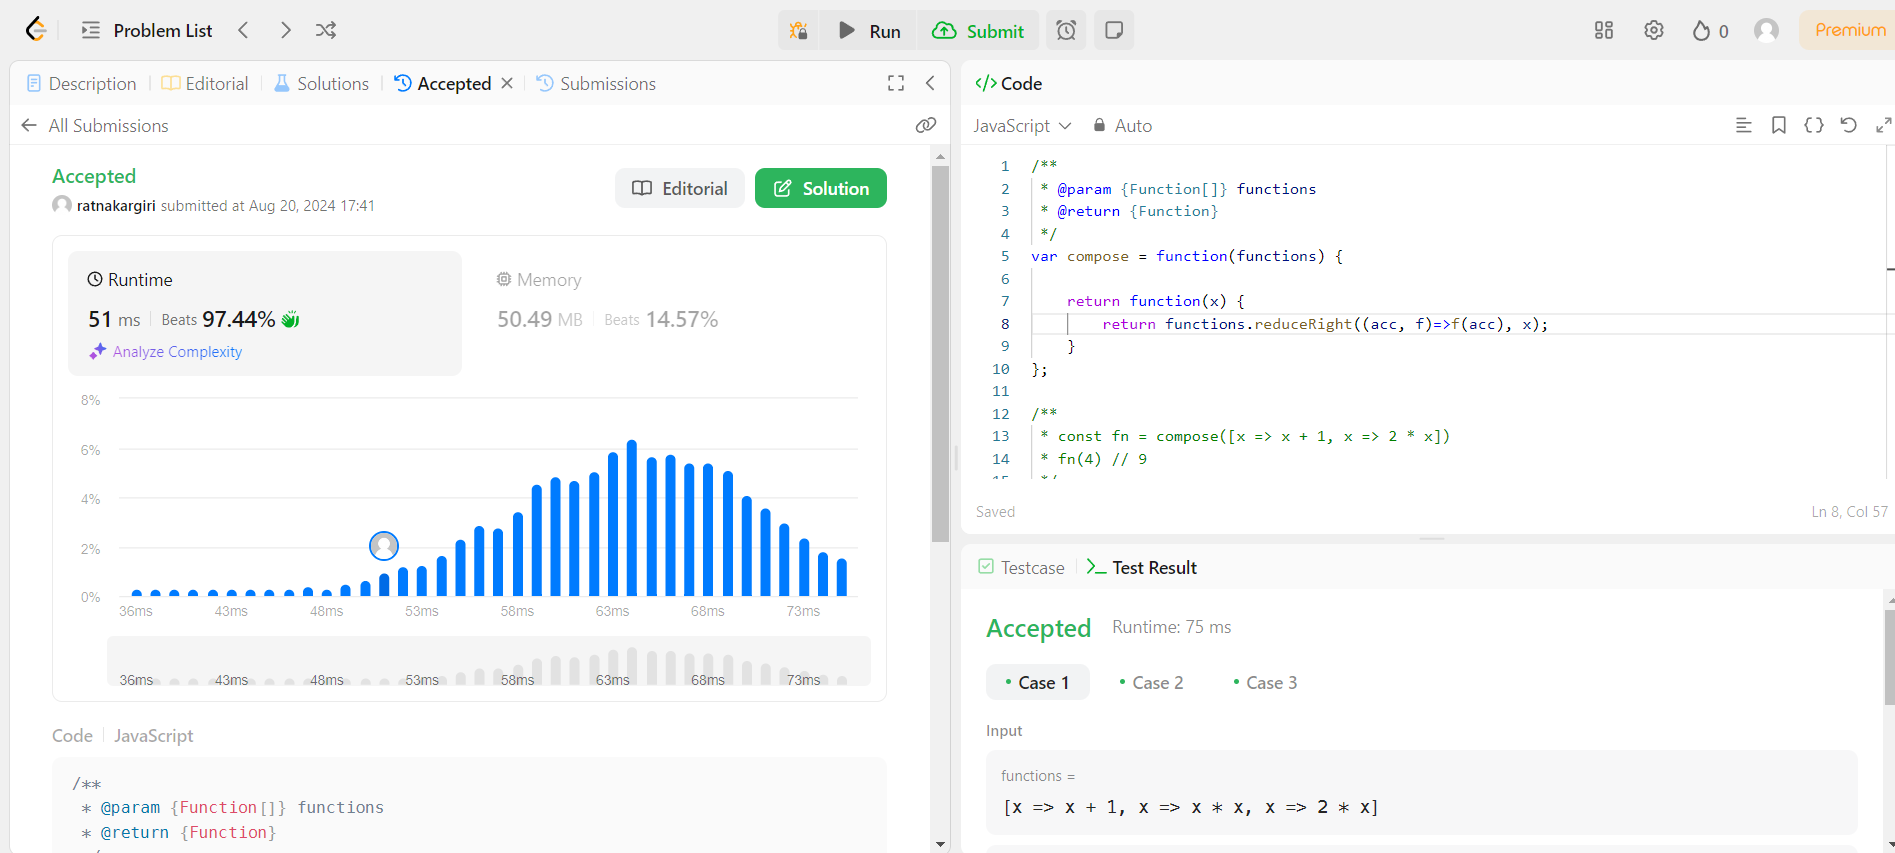 Problem List
Run
Submit
0
Premium
Description
Editorial
Solutions
Accepted
Submissions
All Submissions
Accepted
ratnakargiri submitted at Aug 20, 2024 17:41
Editorial
Solution
Runtime
51 ms
Beats 97.44%
Analyze Complexity
Memory
50.49 MB
Beats 14.57%
8%
6%
4%
2%
0%
36ms 43ms 48ms 53ms 58ms 63ms 68ms 73ms
36ms 43ms 48ms 53ms 58ms 63ms 68ms 73ms
Code
JavaScript
/**
* @param {Function[]} functions
* @return {Function}
Code
JavaScript
Auto
1 /**
2 * @param {Function[]} functions
3 * @return {Function}
4 */
5 var compose = function(functions) {
6
7 return function(x) {
8 return functions.reduceRight((acc, f)=>f(acc), x);
9 }
10 };
11
12 /**
13 * const fn = compose([x => x + 1, x => 2 * x])
14 * fn(4) // 9
Saved
Ln 8, Col 57
Testcase
Test Result
Accepted
Runtime: 75 ms
Case 1
Case 2
Case 3
Input
functions =
[x => x + 1, x => x * x, x => 2 * x]